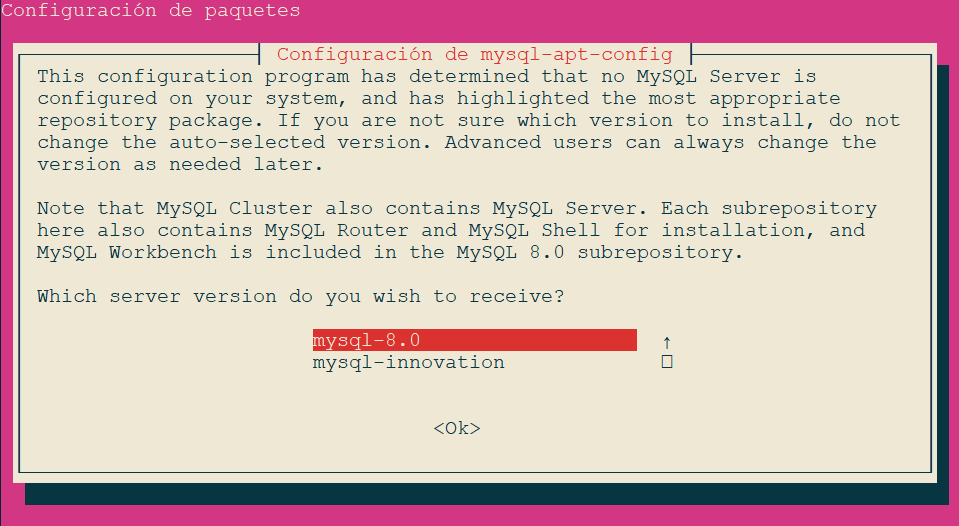 Configuración de paquetes
Configuración de mysql-apt-config
This configuration program has determined that no MySQL Server is
configured on your system, and has highlighted the most appropriate
repository package. If you are not sure which version to install, do not
change the auto-selected version. Advanced users can always change the
version as needed later.
Note that MySQL Cluster also contains MySQL Server. Each subrepository
here also contains MySQL Router and MySQL Shell for installation, and
MySQL Workbench is included in the MySQL 8.0 subrepository.
Which server version do you wish to receive?
mysql-8.0 ↑
mysql-innovation
<Ok>